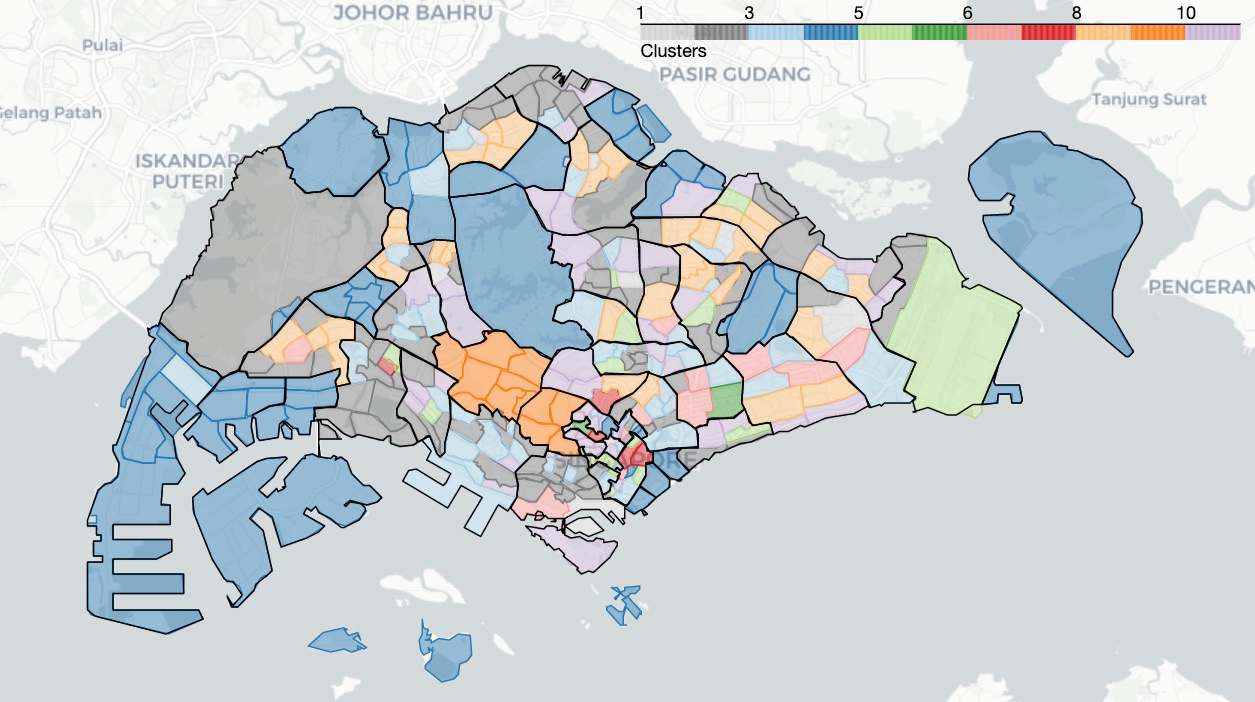 1 3 5 6 8 10
Clusters
JOHOR BAHRU
Pulai
PASIR GUDANG
Tanjung Surat
Gelang Patah
ISKANDAR
PUTERI
PENGERAN
SINGAPORE